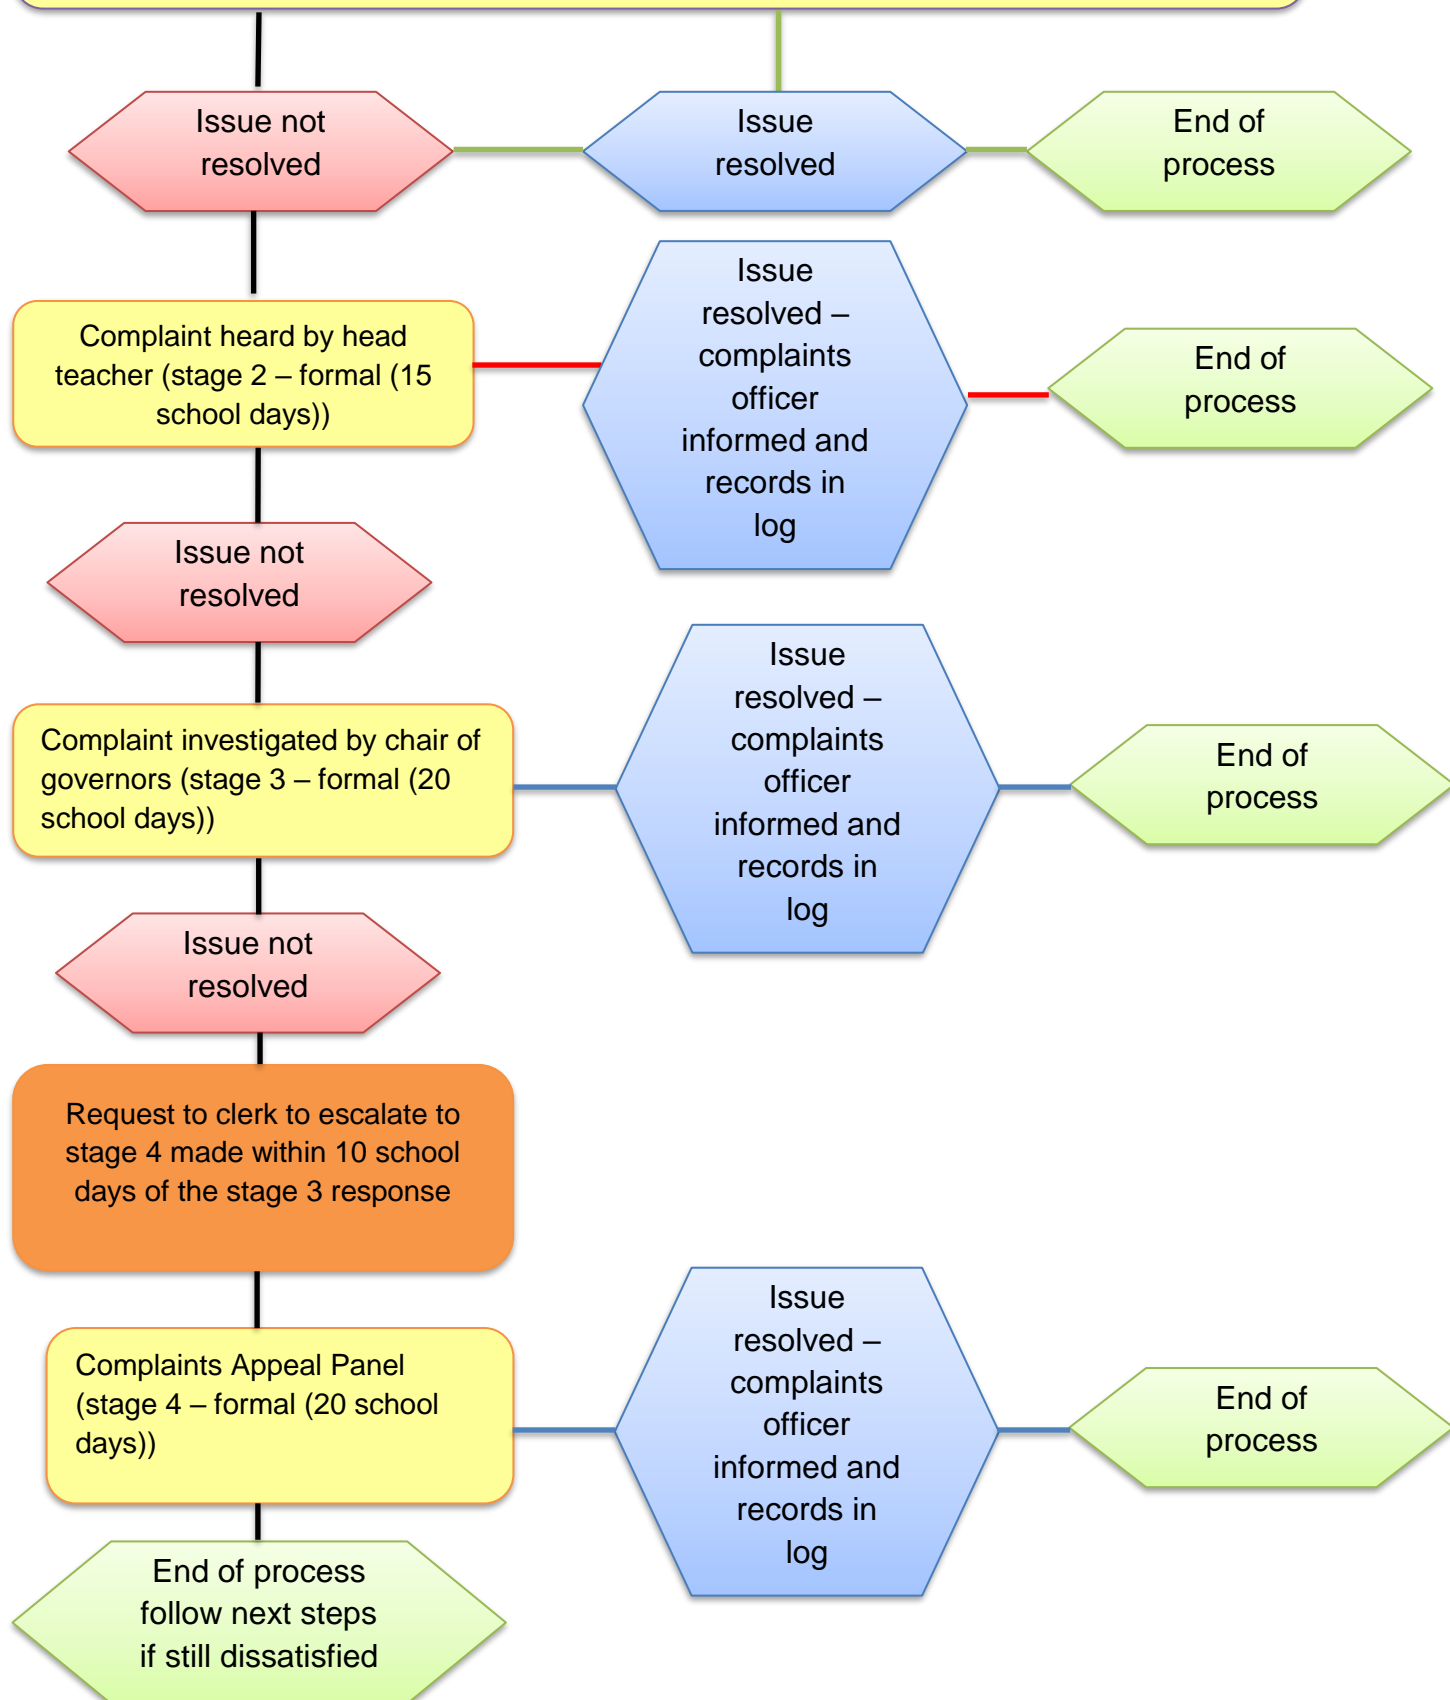 Issue not
resolved
Issue
resolved
End of
process
Complaint heard by head
teacher (stage 2 – formal (15
school days))
Issue
resolved –
complaints
officer
informed and
records in
log
End of
process
Issue not
resolved
Complaint investigated by chair of
governors (stage 3 – formal (20
school days))
Issue
resolved –
complaints
officer
informed and
records in
log
End of
process
Issue not
resolved
Request to clerk to escalate to
stage 4 made within 10 school
days of the stage 3 response
Complaints Appeal Panel
(stage 4 – formal (20 school
days))
Issue
resolved –
complaints
officer
informed and
records in
log
End of
process
End of process
follow next steps
if still dissatisfied